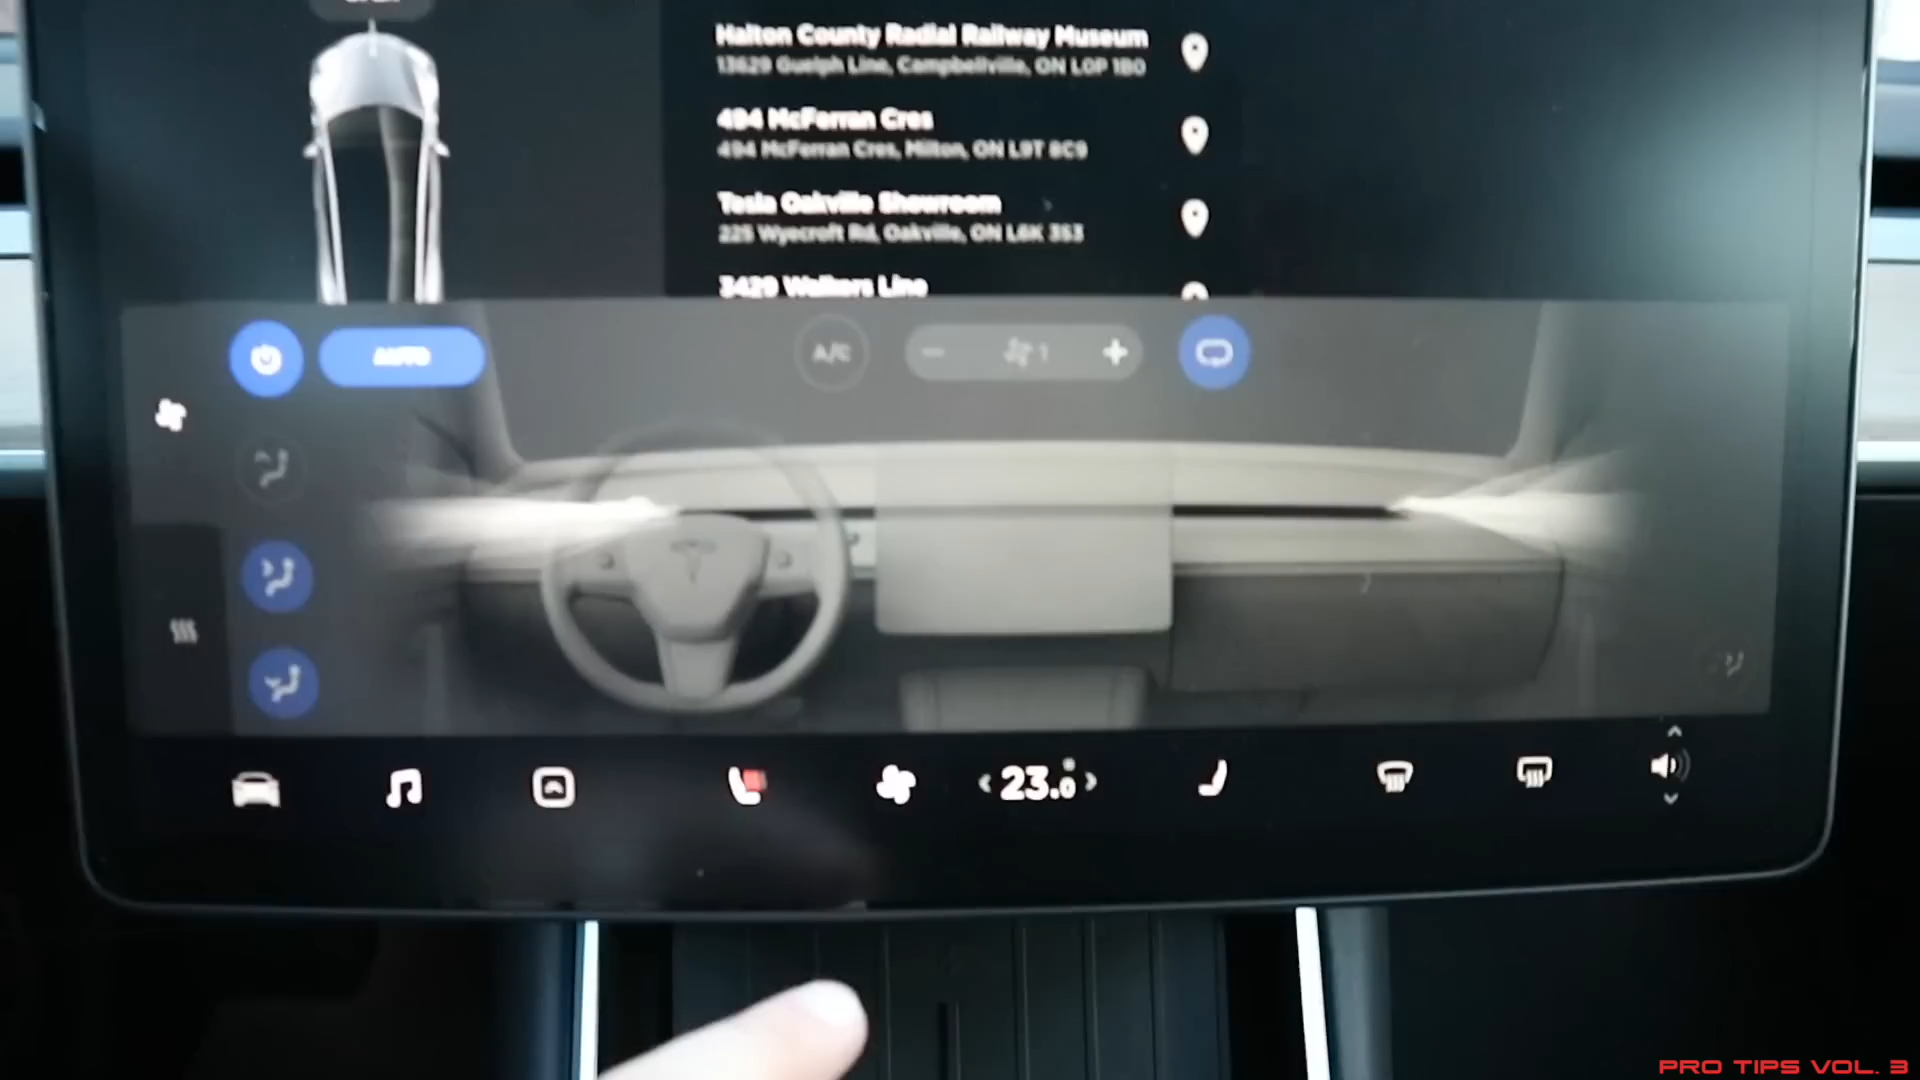 Halton County Radial Railway Museum
13629 Guelph Line, Campbellville, ON L0P 1B0
494 McFerran Cres
494 McFerran Cres, Milton, ON L9T 8C9
Tesla Oakville Showroom
225 Wyecroft Rd, Oakville, ON L6K 3S3
3429 Walkers Line
AUTO
A/C
1
23.0
PRO TIPS VOL. 3